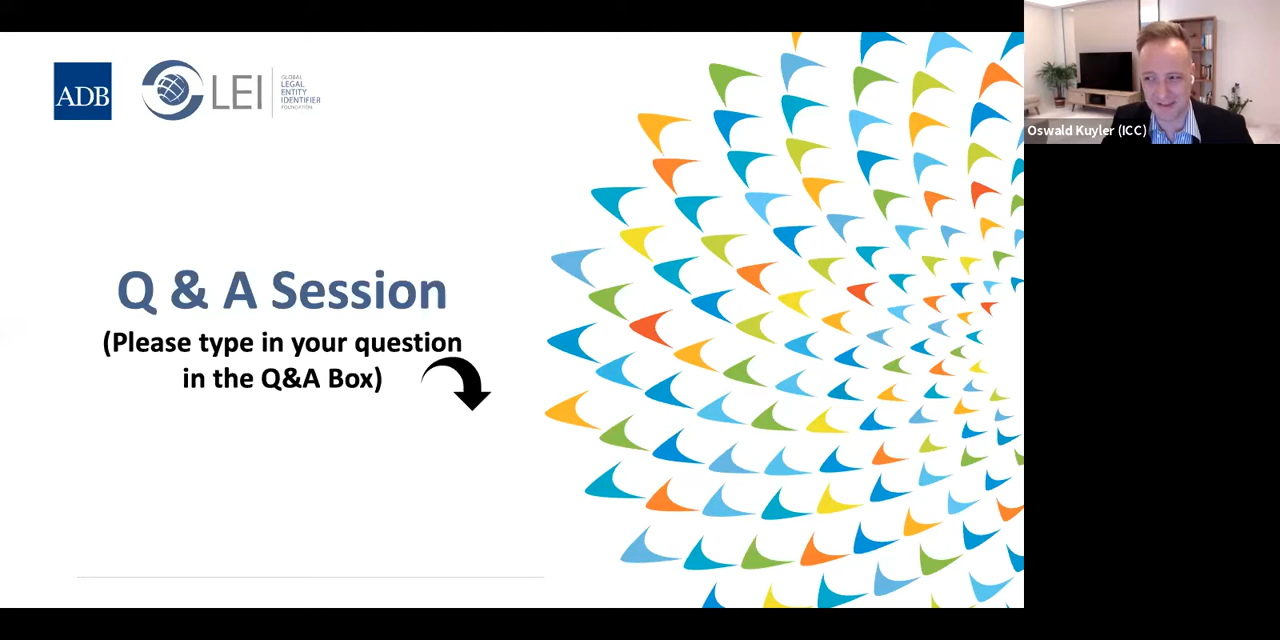 ADB
LEI
GLOBAL
LEGAL
ENTITY
IDENTIFIER
FOUNDATION
Oswald Kuyler (ICC)
Q & A Session
(Please type in your question
in the Q&A Box)